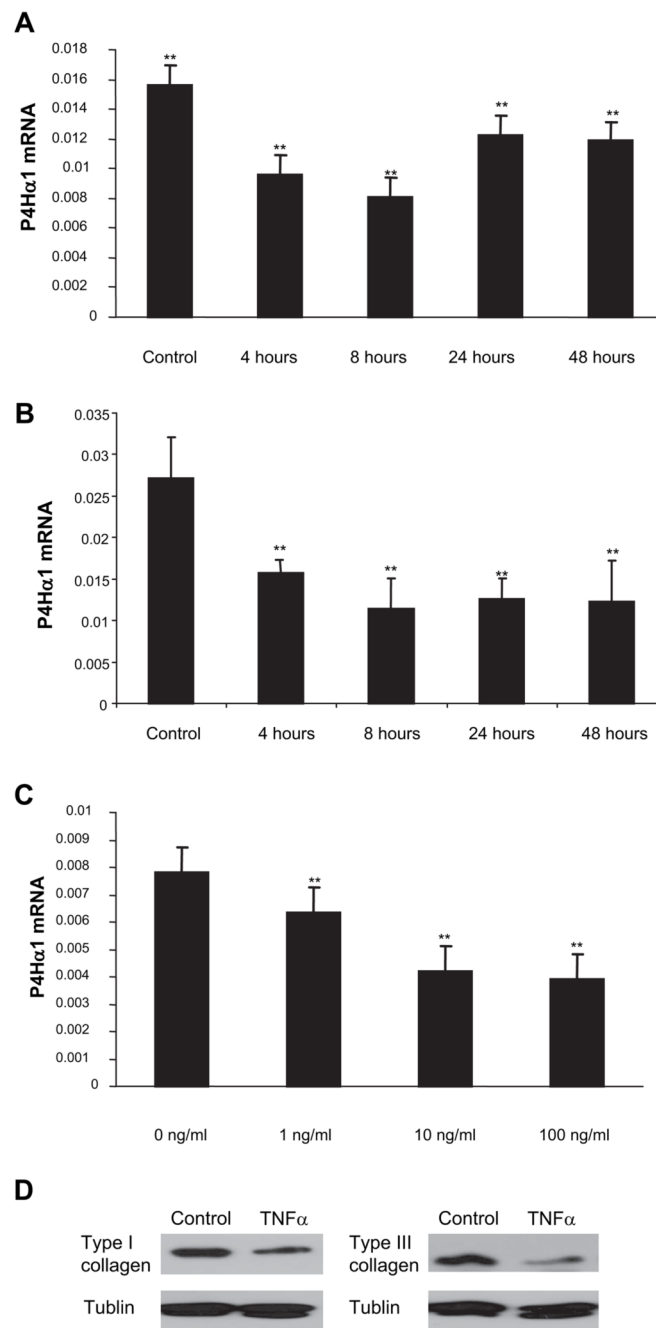 A
P4Hα1 mRNA
0.018
0.016
0.014
0.012
0.01
0.008
0.006
0.004
0.002
0
**
**
**
**
**
Control 4 hours 8 hours 24 hours 48 hours
B
P4Hα1 mRNA
0.035
0.03
0.025
0.02
0.015
0.01
0.005
0
**
**
**
**
Control 4 hours 8 hours 24 hours 48 hours
C
P4Hα1 mRNA
0.01
0.009
0.008
0.007
0.006
0.005
0.004
0.003
0.002
0.001
0
**
**
**
0 ng/ml 1 ng/ml 10 ng/ml 100 ng/ml
D
Control TNFα Control TNFα
Type I Type III
collagen collagen
Tublin Tublin